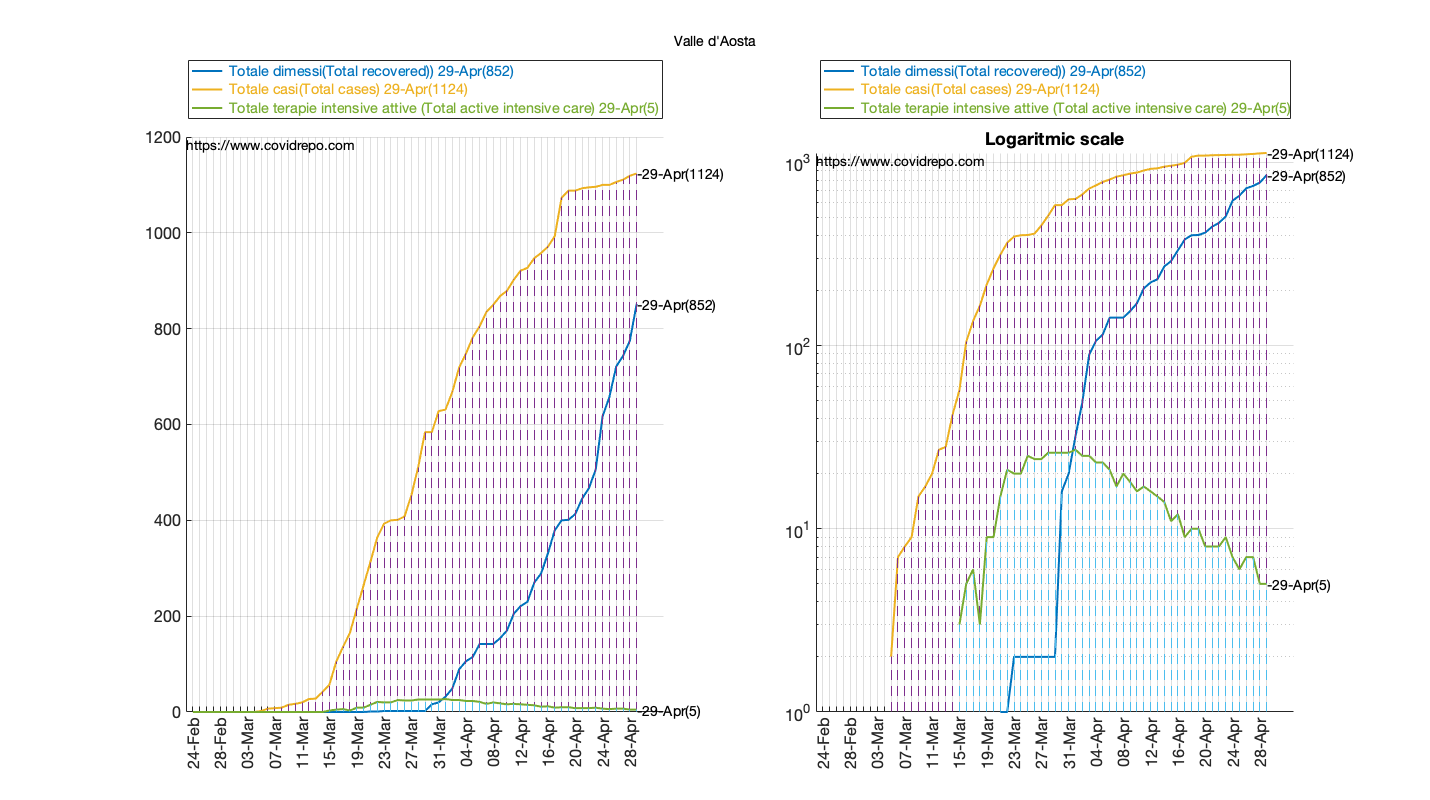 Valle d'Aosta
Totale dimessi(Total recovered)) 29-Apr(852)
Totale casi(Total cases) 29-Apr(1124)
Totale terapie intensive attive (Total active intensive care) 29-Apr(5)
https://www.covidrepo.com
1200
1000
800
600
400
200
0
-29-Apr(1124)
-29-Apr(852)
-29-Apr(5)
24-Feb
28-Feb
03-Mar
07-Mar
11-Mar
15-Mar
19-Mar
23-Mar
27-Mar
31-Mar
04-Apr
08-Apr
12-Apr
16-Apr
20-Apr
24-Apr
28-Apr
Totale dimessi(Total recovered)) 29-Apr(852)
Totale casi(Total cases) 29-Apr(1124)
Totale terapie intensive attive (Total active intensive care) 29-Apr(5)
Logaritmic scale
https://www.covidrepo.com
10³
10²
10¹
10⁰
-29-Apr(1124)
-29-Apr(852)
-29-Apr(5)
24-Feb
28-Feb
03-Mar
07-Mar
11-Mar
15-Mar
19-Mar
23-Mar
27-Mar
31-Mar
04-Apr
08-Apr
12-Apr
16-Apr
20-Apr
24-Apr
28-Apr